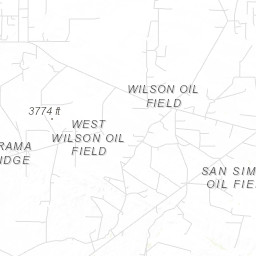 WILSON OIL
FIELD
3774 ft
WEST
WILSON OIL
FIELD
RAMA
IDGE
SAN SIM
OIL FIE